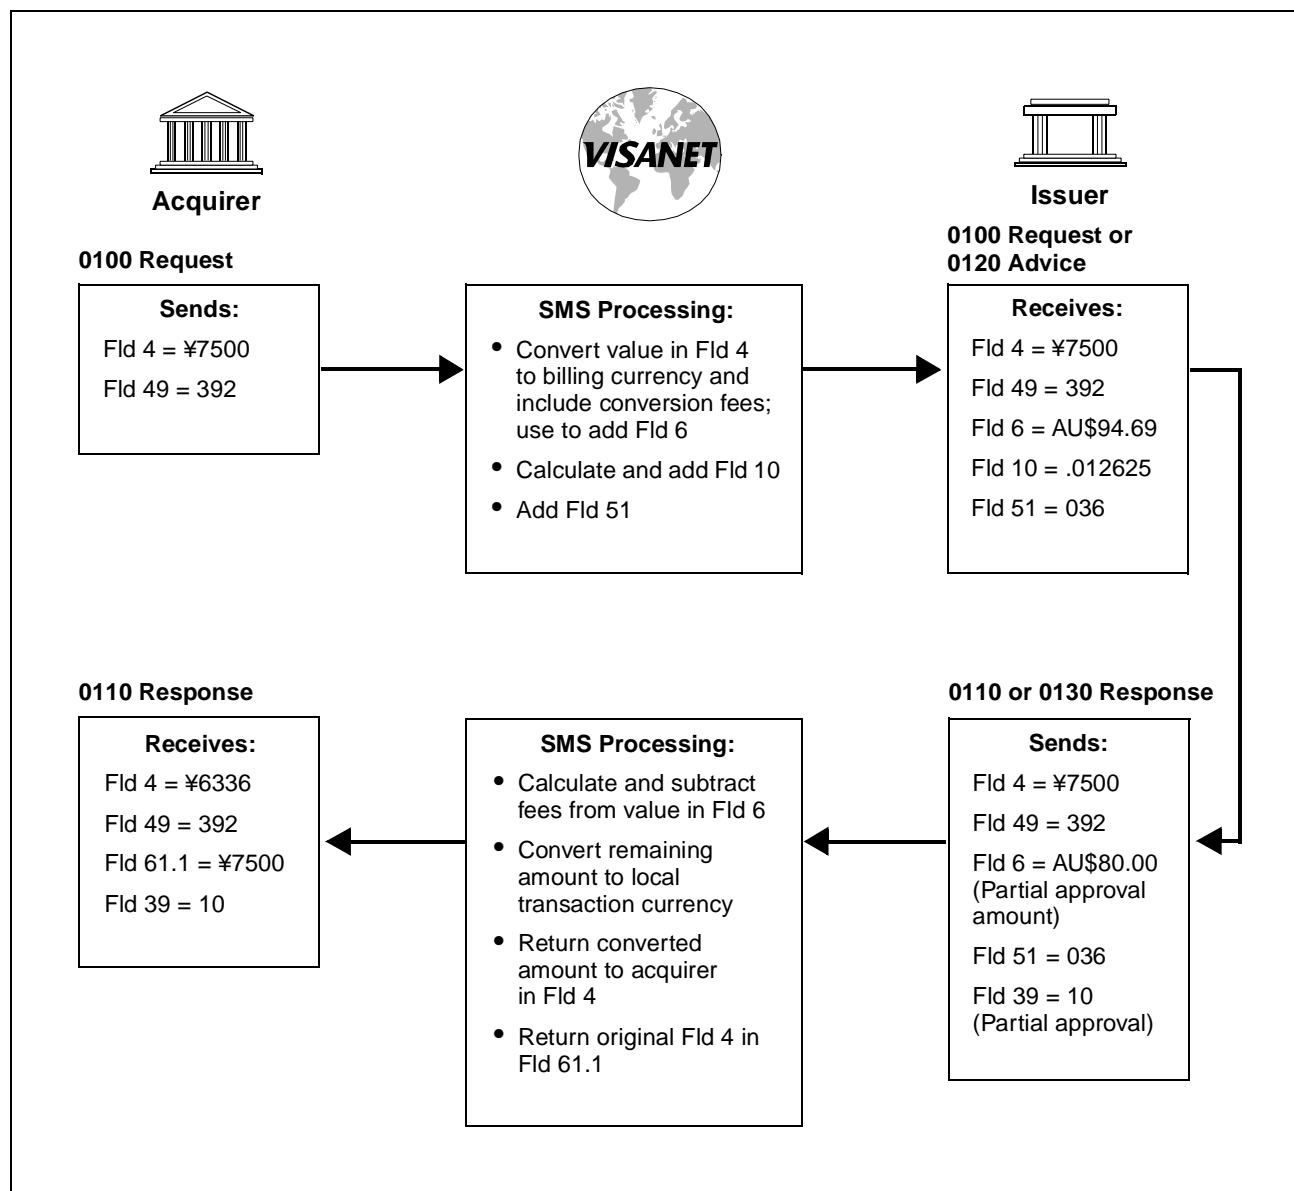 Acquirer
VISANET
Issuer
0100 Request
Sends:
Fld 4 = ¥7500
Fld 49 = 392
SMS Processing:
• Convert value in Fld 4
to billing currency and
include conversion fees;
use to add Fld 6
• Calculate and add Fld 10
• Add Fld 51
0100 Request or
0120 Advice
Receives:
Fld 4 = ¥7500
Fld 49 = 392
Fld 6 = AU$94.69
Fld 10 = .012625
Fld 51 = 036
0110 Response
Receives:
Fld 4 = ¥6336
Fld 49 = 392
Fld 61.1 = ¥7500
Fld 39 = 10
SMS Processing:
• Calculate and subtract
fees from value in Fld 6
• Convert remaining
amount to local
transaction currency
• Return converted
amount to acquirer
in Fld 4
• Return original Fld 4 in
Fld 61.1
0110 or 0130 Response
Sends:
Fld 4 = ¥7500
Fld 49 = 392
Fld 6 = AU$80.00
(Partial approval
amount)
Fld 51 = 036
Fld 39 = 10
(Partial approval)